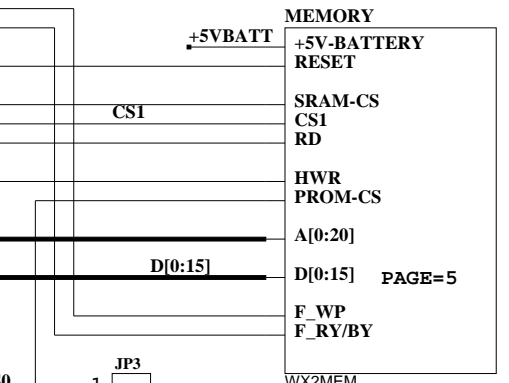 MEMORY
+5VBATT
+5V-BATTERY
RESET
SRAM-CS
CS1
CS1
RD
HWR
PROM-CS
A[0:20]
D[0:15]
D[0:15]
PAGE=5
F_WP
F_RY/BY
JP3
1
WX2MEM